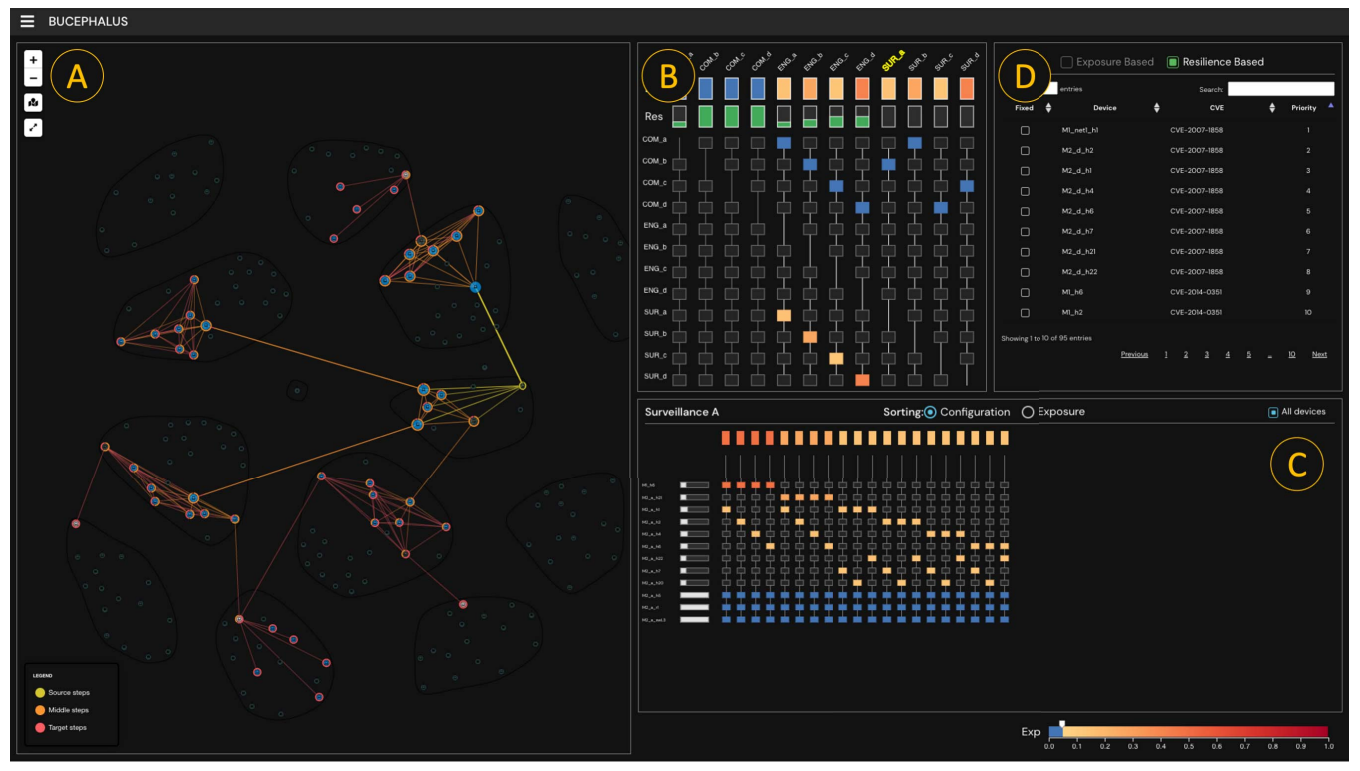 BUCEPHALUS
A
+
−
LEGEND
Source steps
Middle steps
Target steps
B
a COM_b COM_c COM_d ENG_a ENG_b ENG_c ENG_d SUR_a SUR_b SUR_c SUR_d
Res
COM_a
COM_b
COM_c
COM_d
ENG_a
ENG_b
ENG_c
ENG_d
SUR_a
SUR_b
SUR_c
SUR_d
D
Exposure Based Resilience Based
entries Search:
Fixed Device CVE Priority
M1_net1_h1 CVE-2007-1858 1
M2_d_h2 CVE-2007-1858 2
M2_d_h1 CVE-2007-1858 3
M2_d_h4 CVE-2007-1858 4
M2_d_h6 CVE-2007-1858 5
M2_d_h7 CVE-2007-1858 6
M2_d_h21 CVE-2007-1858 7
M2_d_h22 CVE-2007-1858 8
M1_h6 CVE-2014-0351 9
M1_h2 CVE-2014-0351 10
Showing 1 to 10 of 95 entries
Previous 1 2 3 4 5 … 10 Next
Surveillance A Sorting: Configuration Exposure All devices
C
M1_h6
M2_a_h21
M2_a_h1
M2_a_h2
M2_a_h22
M2_a_h7
Exp
0.0 0.1 0.2 0.3 0.4 0.5 0.6 0.7 0.8 0.9 1.0